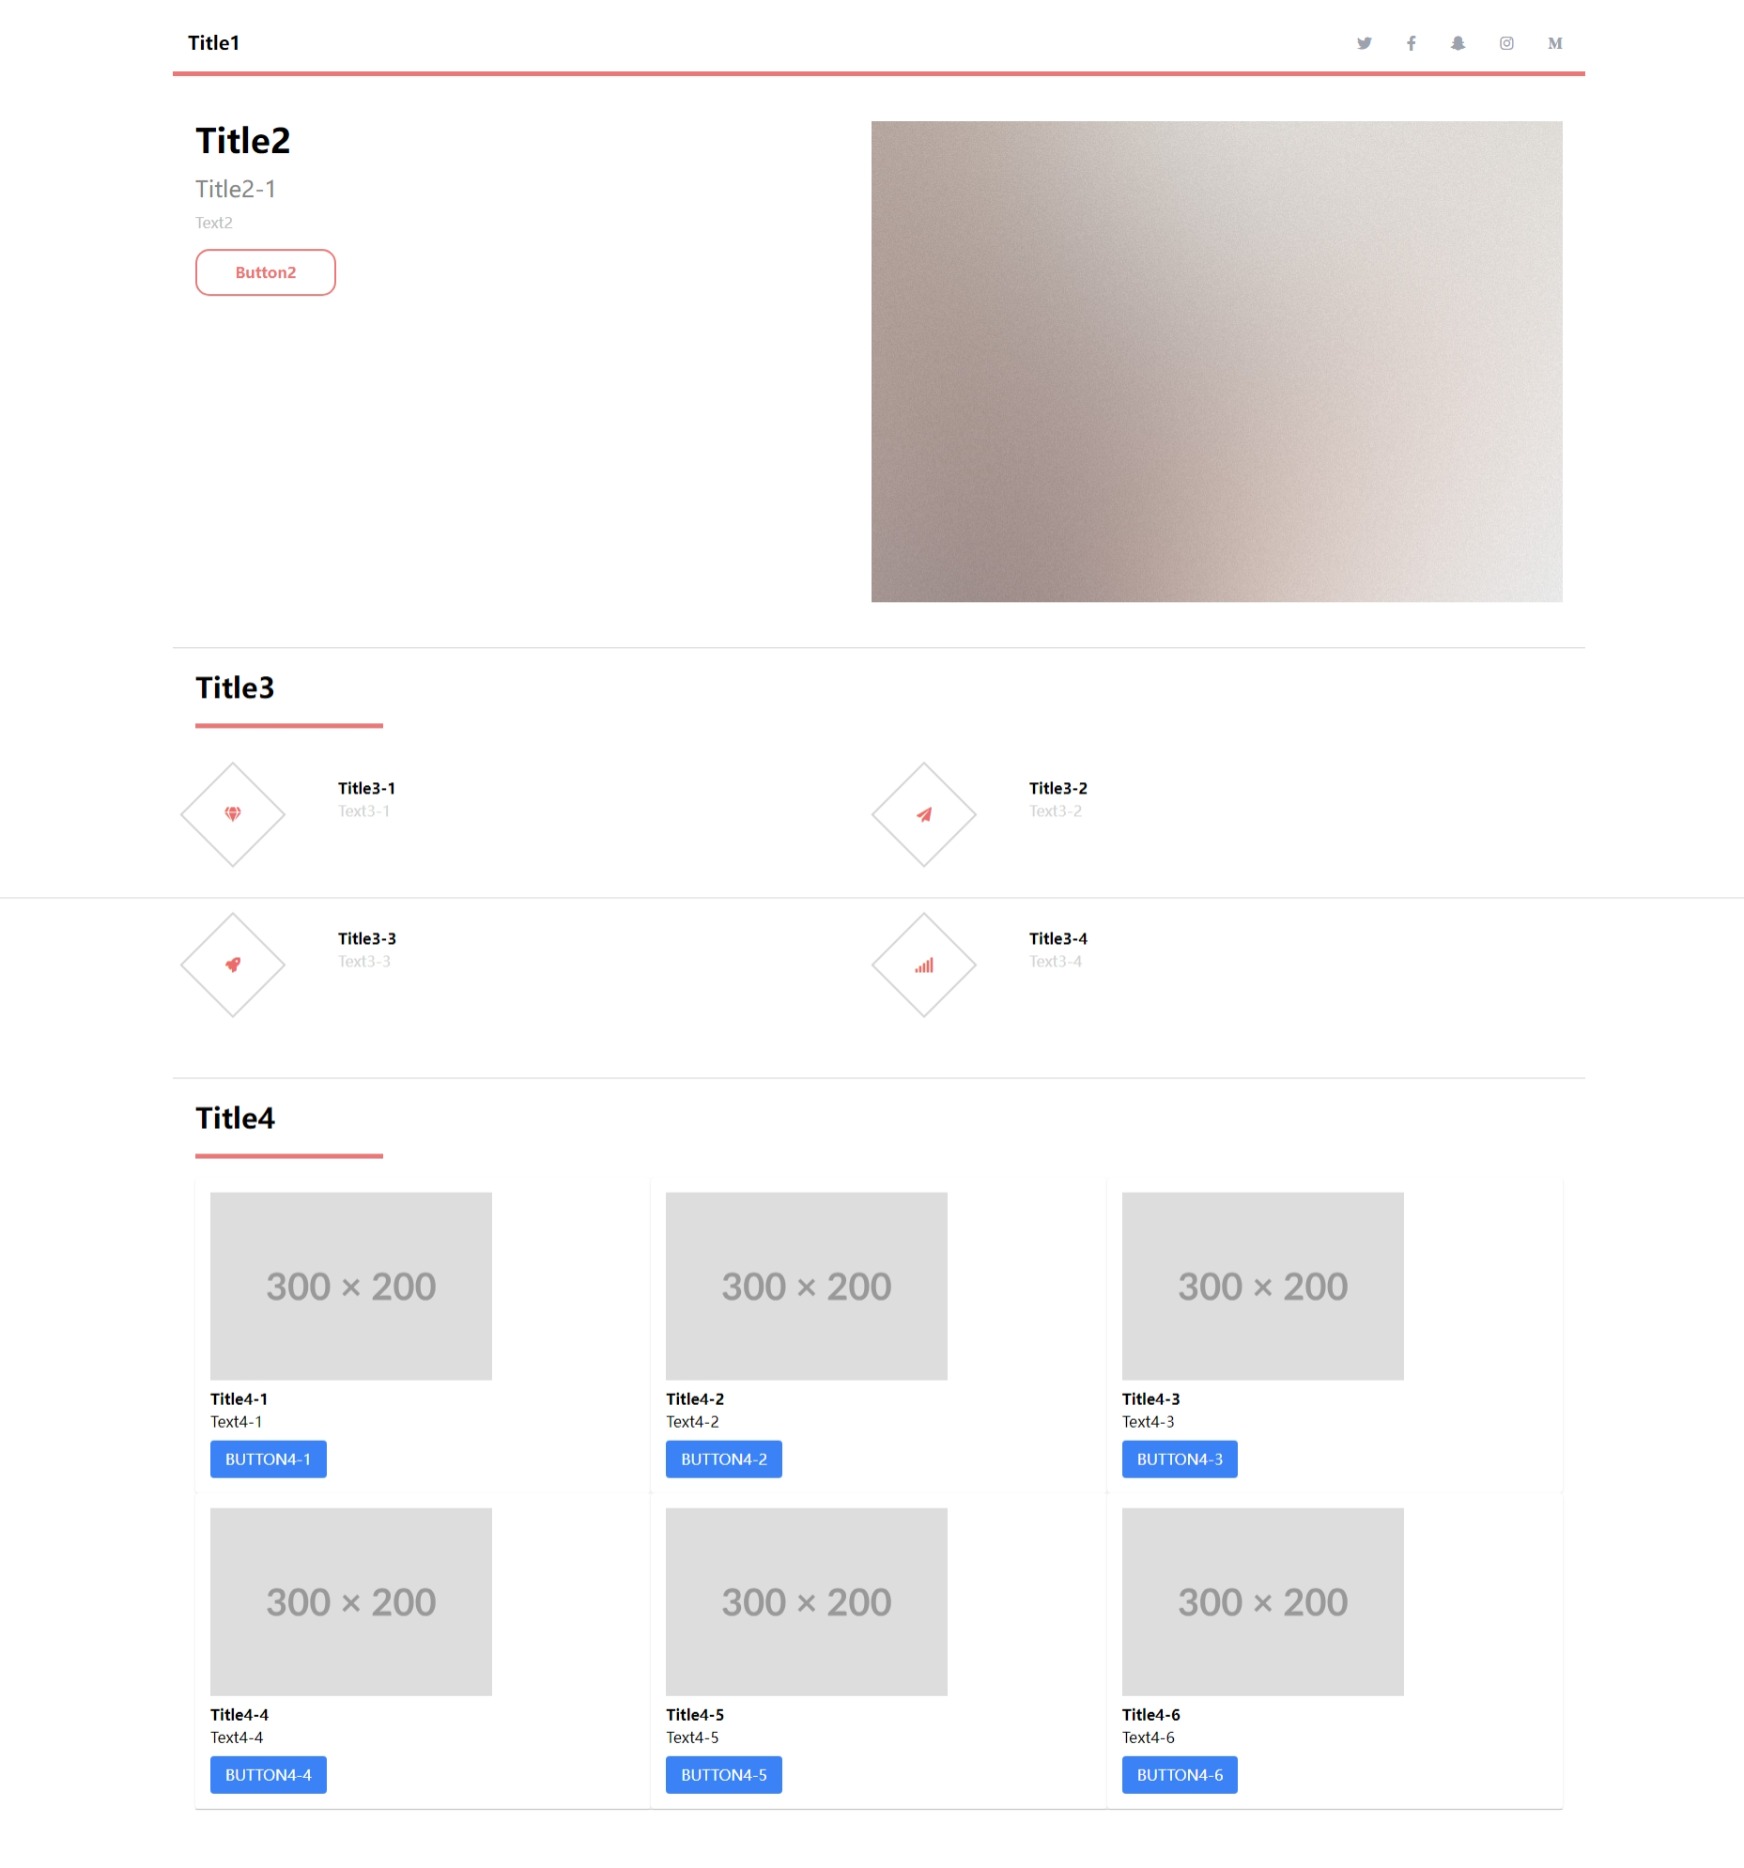 Title1
Title2
Title2-1
Text2
Button2
Title3
Title3-1
Text3-1
Title3-2
Text3-2
Title3-3
Text3-3
Title3-4
Text3-4
Title4
300 × 200
Title4-1
Text4-1
BUTTON4-1
300 × 200
Title4-2
Text4-2
BUTTON4-2
300 × 200
Title4-3
Text4-3
BUTTON4-3
300 × 200
Title4-4
Text4-4
BUTTON4-4
300 × 200
Title4-5
Text4-5
BUTTON4-5
300 × 200
Title4-6
Text4-6
BUTTON4-6